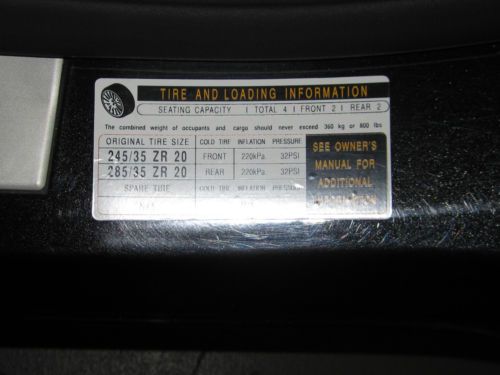 TIRE AND LOADING INFORMATION
SEATING CAPACITY | TOTAL 4 | FRONT 2 | REAR 2
The combined weight of occupants and cargo should never exceed 360 kg or 800 lbs
ORIGINAL TIRE SIZE COLD TIRE INFLATION PRESSURE
245/35 ZR 20 FRONT 220kPa. 32PSI
285/35 ZR 20 REAR 220kPa. 32PSI
SPARE TIRE COLD TIRE INFLATION PRESSURE
SEE OWNER'S
MANUAL FOR
ADDITIONAL
INFORMATION